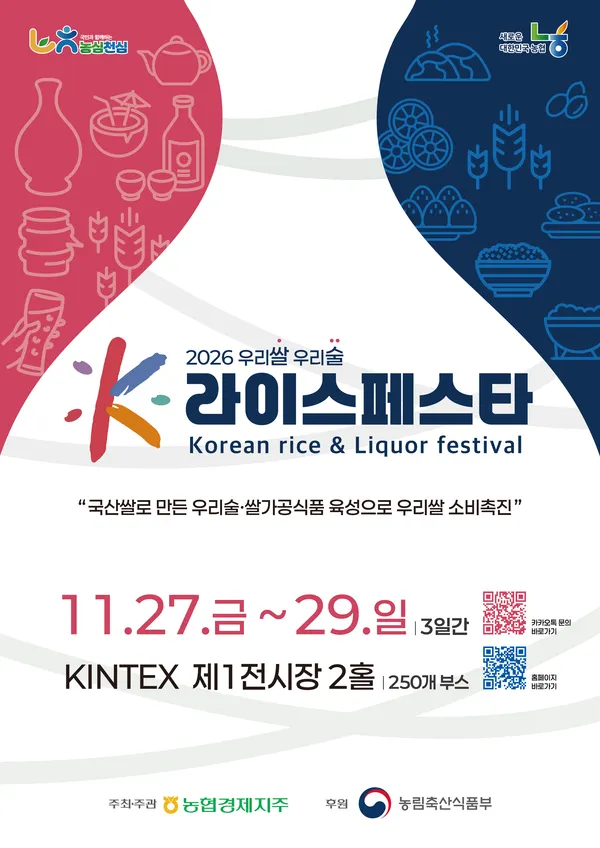 국민과 함께하는
농심천심
새로운
대한민국 농협
2026 우리쌀 우리술
라이스페스타
Korean rice & Liquor festival
“국산쌀로 만든 우리술·쌀가공식품 육성으로 우리쌀 소비촉진”
11.27.금 ~ 29.일 | 3일간
카카오톡 문의
바로가기
KINTEX 제1전시장 2홀 | 250개 부스
홈페이지
바로가기
주최·주관 농협경제지주 후원 농림축산식품부